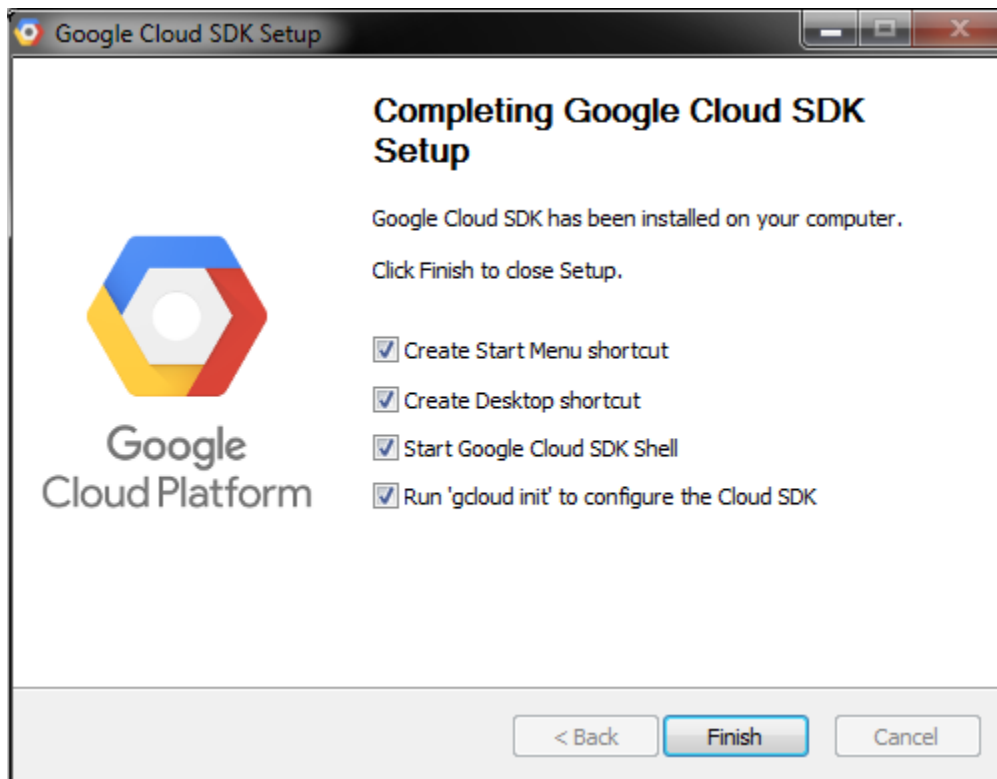 Google Cloud SDK Setup
Completing Google Cloud SDK
Setup
Google Cloud SDK has been installed on your computer.
Click Finish to close Setup.
Create Start Menu shortcut
Create Desktop shortcut
Start Google Cloud SDK Shell
Run 'gcloud init' to configure the Cloud SDK
Google
Cloud Platform
< Back
Finish
Cancel